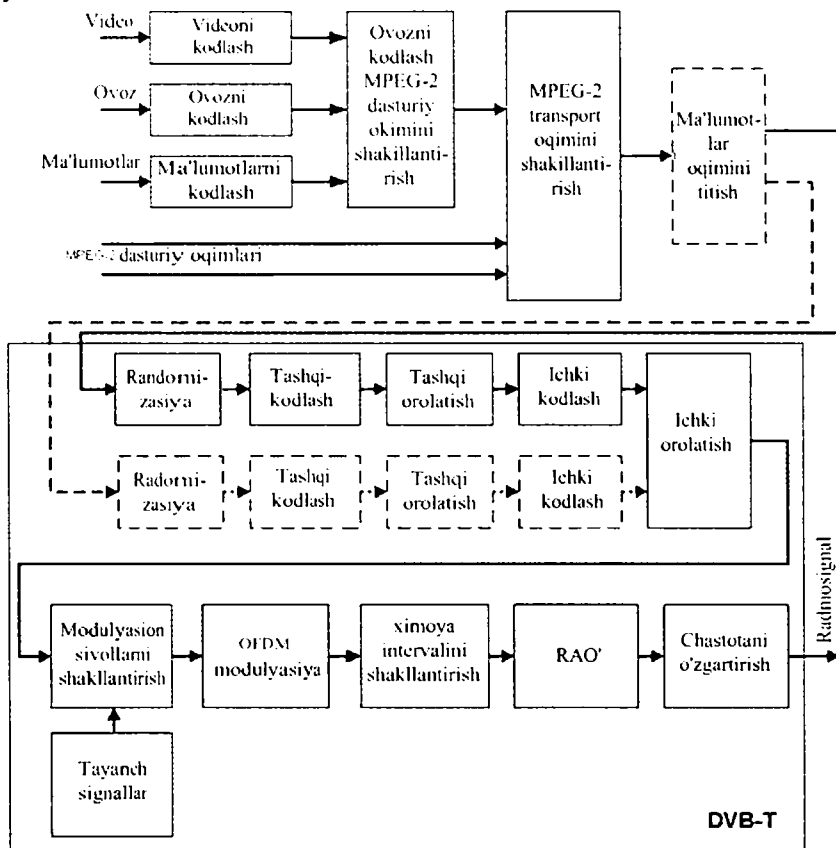 Video
Videoni
kodlash
Ovoz
Ovozni
kodlash
Ma'lumotlar
Ma'lumotlarni
kodlash
Ovozni
kodlash
MPEG-2
dasturiy
okimini
shakillanti-
rish
MPEG-2
transport
oqimini
shakillanti-
rish
Ma'lumot-
lar
oqimini
titish
MPEG-2 dasturiy oqimlari
Randomi-
zasiya
Tashqi-
kodlash
Tashqi
orolatish
Ichki
kodlash
Ichki
orolatish
Radomi-
zasiya
Tashqi
kodlash
Tashqi
orolatish
Ichki
kodlash
Modulyasion
sivollarni
shakllantirish
OFDM
modulyasiya
ximoya
intervalini
shakllantirish
RAO'
Chastotani
o'zgartirish
Radmosignal
Tayanch
signallar
DVB-T